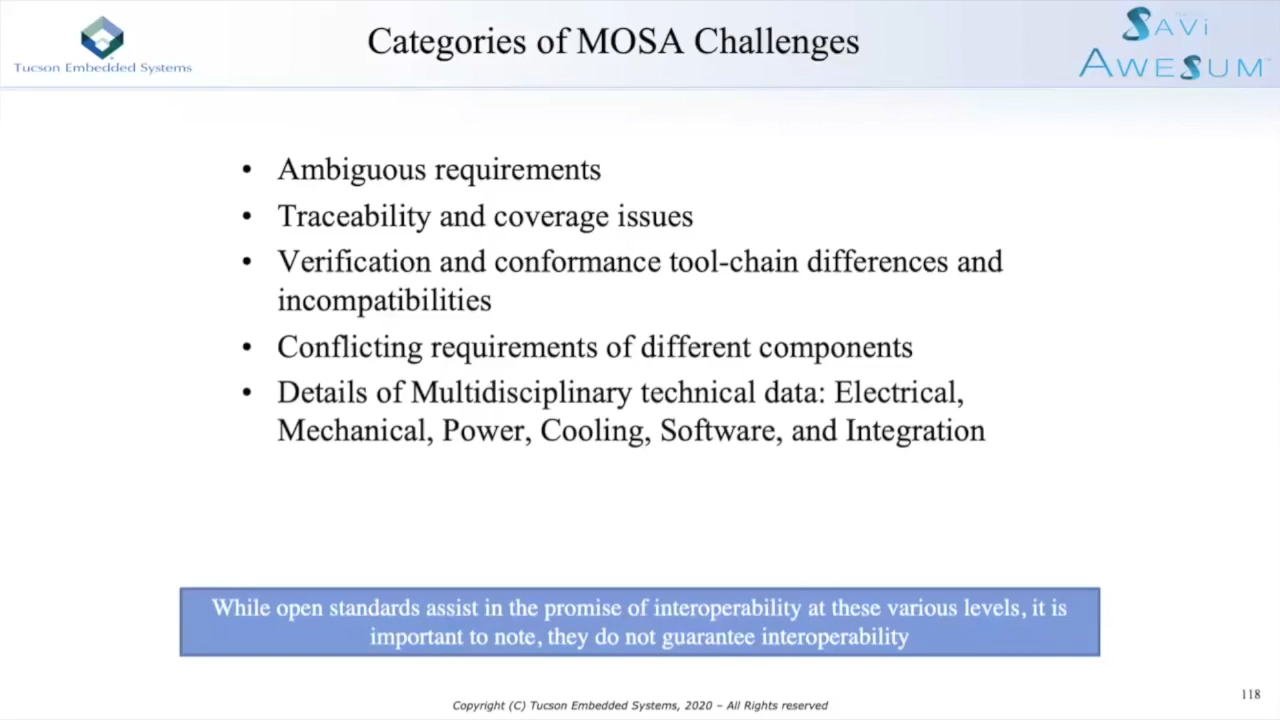 Categories of MOSA Challenges
Tucson Embedded Systems
SAVi
AWESUM
• Ambiguous requirements
• Traceability and coverage issues
• Verification and conformance tool-chain differences and
incompatibilities
• Conflicting requirements of different components
• Details of Multidisciplinary technical data: Electrical,
Mechanical, Power, Cooling, Software, and Integration
While open standards assist in the promise of interoperability at these various levels, it is
important to note, they do not guarantee interoperability
118
Copyright (C) Tucson Embedded Systems, 2020 – All Rights reserved